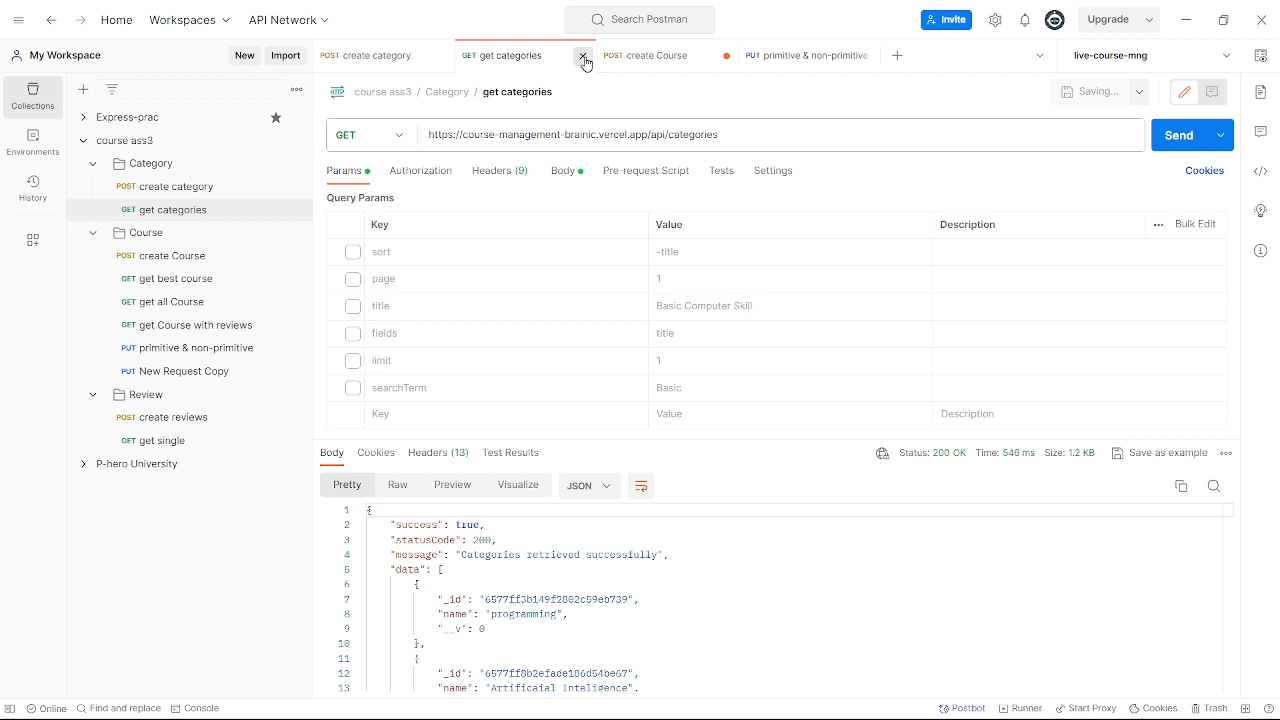 Home Workspaces API Network Search Postman Invite Upgrade
My Workspace New Import POST create category GET get categories POST create Course PUT primitive & non-primitive live-course-mng
course ass3 / Category / get categories Saving...
GET https://course-management-brainic.vercel.app/api/categories Send
Params Authorization Headers (9) Body Pre-request Script Tests Settings Cookies
Query Params
Key Value Description Bulk Edit
sort -title
page 1
title Basic Computer Skill
fields title
limit 1
searchTerm Basic
Key Value Description
Collections
Environments
History
Express-prac
course ass3
Category
POST create category
GET get categories
Course
POST create Course
GET get best course
GET get all Course
GET get Course with reviews
PUT primitive & non-primitive
PUT New Request Copy
Review
POST create reviews
GET get single
P-hero University
Body Cookies Headers (13) Test Results Status: 200 OK Time: 546 ms Size: 1.2 KB Save as example
Pretty Raw Preview Visualize JSON
1 {
2 "success": true,
3 "statusCode": 200,
4 "message": "Categories retrieved successfully",
5 "data": [
6 {
7 "_id": "6577ff3b149f2802c59eb739",
8 "name": "programming",
9 "__v": 0
10 },
11 {
12 "_id": "6577ff8b2efade186d54be67",
13 "name": "Artificaial Inteligence".
Online Find and replace Console Postbot Runner Start Proxy Cookies Trash